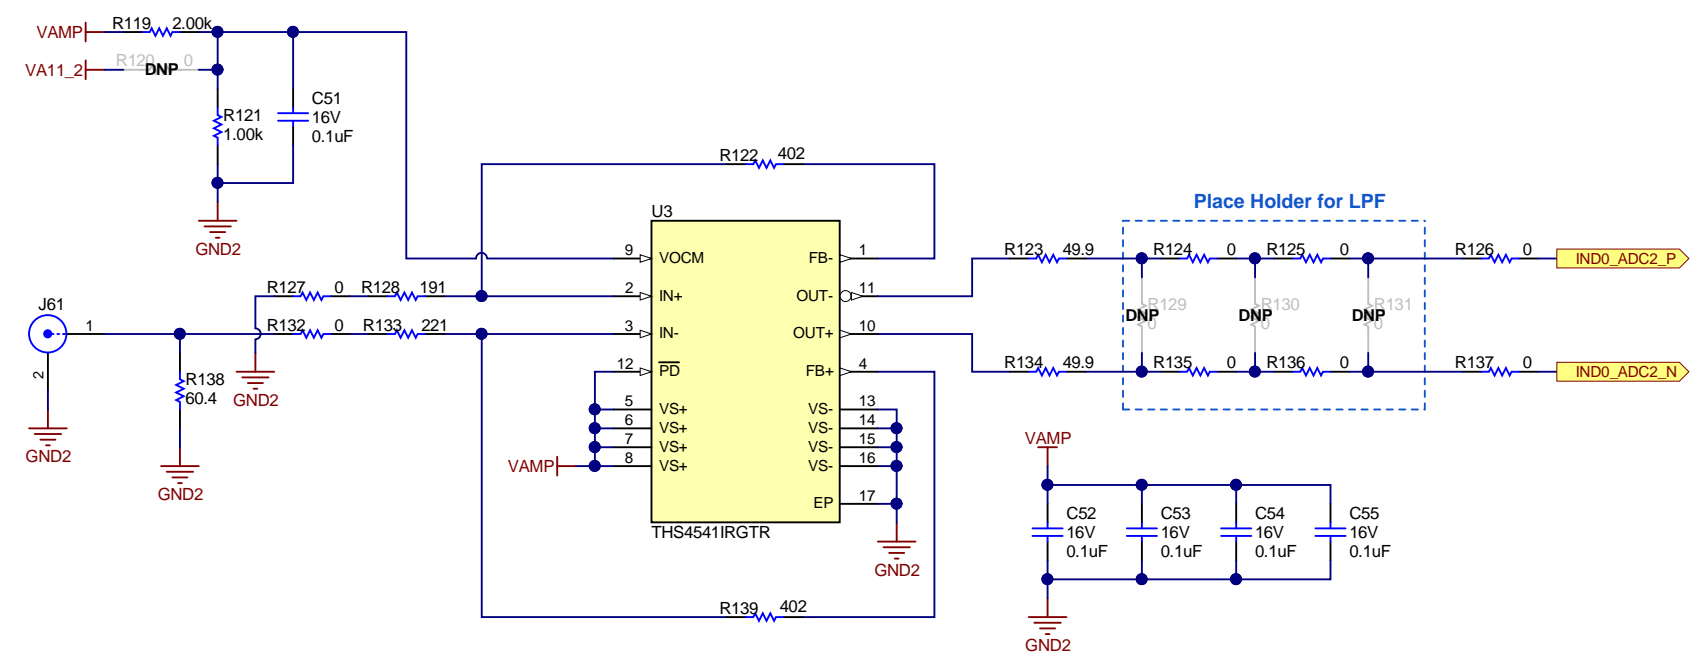 VAMP
R119
2.00k
VA11_2
R120
0
DNP
R121
1.00k
C51
16V
0.1uF
GND2
R122
402
Place Holder for LPF
U3
9
VOCM
2
IN+
3
IN-
12
PD
5
VS+
6
VS+
7
VS+
8
VS+
VAMP
FB-
1
OUT-
11
OUT+
10
FB+
4
VS-
13
VS-
14
VS-
15
VS-
16
EP
17
THS4541IRGTR
GND2
J61
1
2
GND2
R127
0
R128
191
R132
0
R133
221
R138
60.4
GND2
GND2
R139
402
R123
49.9
R124
0
R125
0
R126
0
IND0_ADC2_P
R129
DNP
0
R130
DNP
0
R131
DNP
0
R134
49.9
R135
0
R136
0
R137
0
IND0_ADC2_N
VAMP
C52
16V
0.1uF
C53
16V
0.1uF
C54
16V
0.1uF
C55
16V
0.1uF
GND2